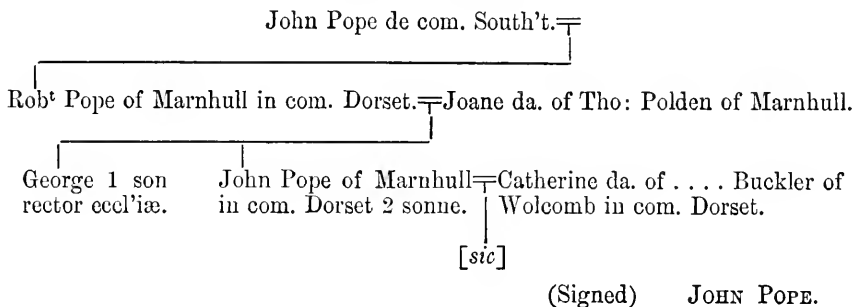 John Pope de com. South't.
Robt Pope of Marnhull in com. Dorset. Joane da. of Tho: Polden of Marnhull.
George 1 son
rector eccl'iæ.
John Pope of Marnhull
in com. Dorset 2 sonne.
Catherine da. of . . . . Buckler of
Wolcomb in com. Dorset.
[sic]
(Signed) JOHN POPE.